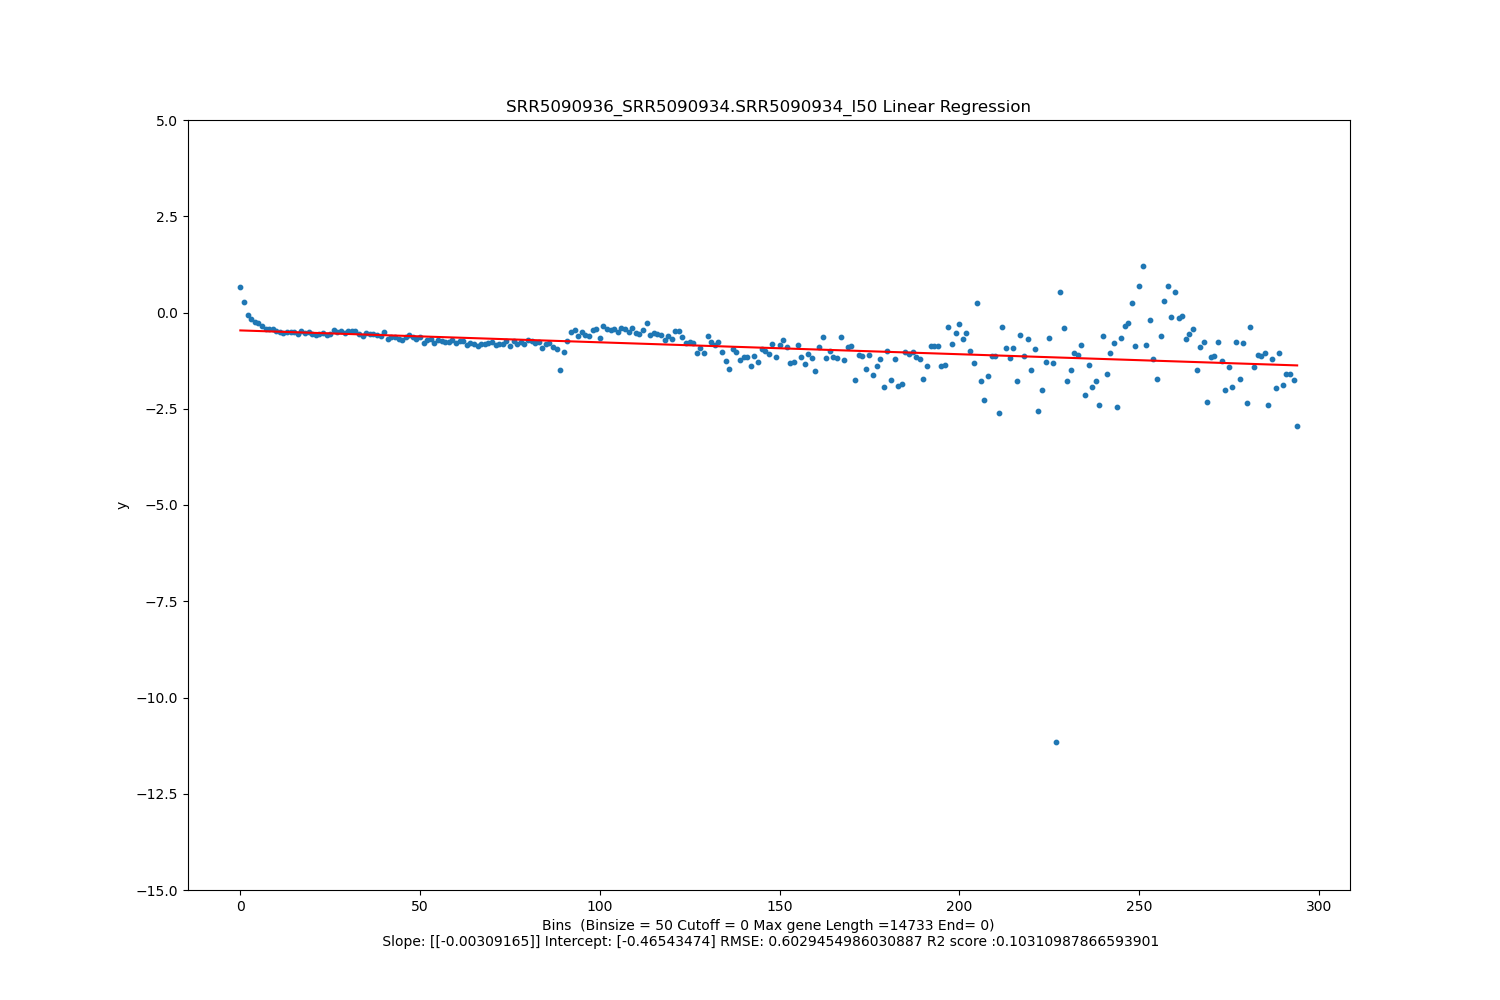 SRR5090936_SRR5090934.SRR5090934_l50 Linear Regression
5.0
2.5
0.0
−2.5
−5.0
−7.5
−10.0
−12.5
−15.0
y
0 50 100 150 200 250 300
Bins  (Binsize = 50 Cutoff = 0 Max gene Length =14733 End= 0)
Slope: [[-0.00309165]] Intercept: [-0.46543474] RMSE: 0.6029454986030887 R2 score :0.10310987866593901